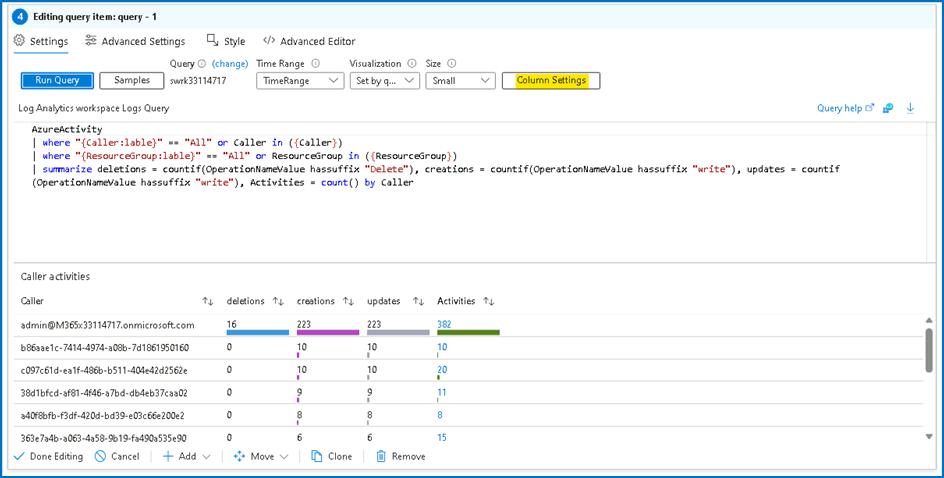 4 Editing query item: query - 1
Settings Advanced Settings Style </> Advanced Editor
Query (change) Time Range Visualization Size
Run Query Samples swrk33114717 TimeRange Set by q... Small Column Settings
Log Analytics workspace Logs Query Query help
AzureActivity
| where "{Caller:lable}" == "All" or Caller in ({Caller})
| where "{ResourceGroup:lable}" == "All" or ResourceGroup in ({ResourceGroup})
| summarize deletions = countif(OperationNameValue hassuffix "Delete"), creations = countif(OperationNameValue hassuffix "write"), updates = countif
(OperationNameValue hassuffix "write"), Activities = count() by Caller
Caller activities
Caller deletions creations updates Activities
admin@M365x33114717.onmicrosoft.com 16 223 223 382
b86aae1c-7414-4974-a08b-7d1861950160 0 10 10 10
c097c61d-ea1f-486b-b511-404e42d2562e 0 10 10 20
38d1bfcd-af81-4f46-a7bd-db4eb37caa02 0 9 9 11
a40f8bfb-f3df-420d-bd39-e03c66e200e2 0 8 8 8
363e7a4b-a063-4a58-9b19-fa490a535e90 0 6 6 15
Done Editing Cancel Add Move Clone Remove